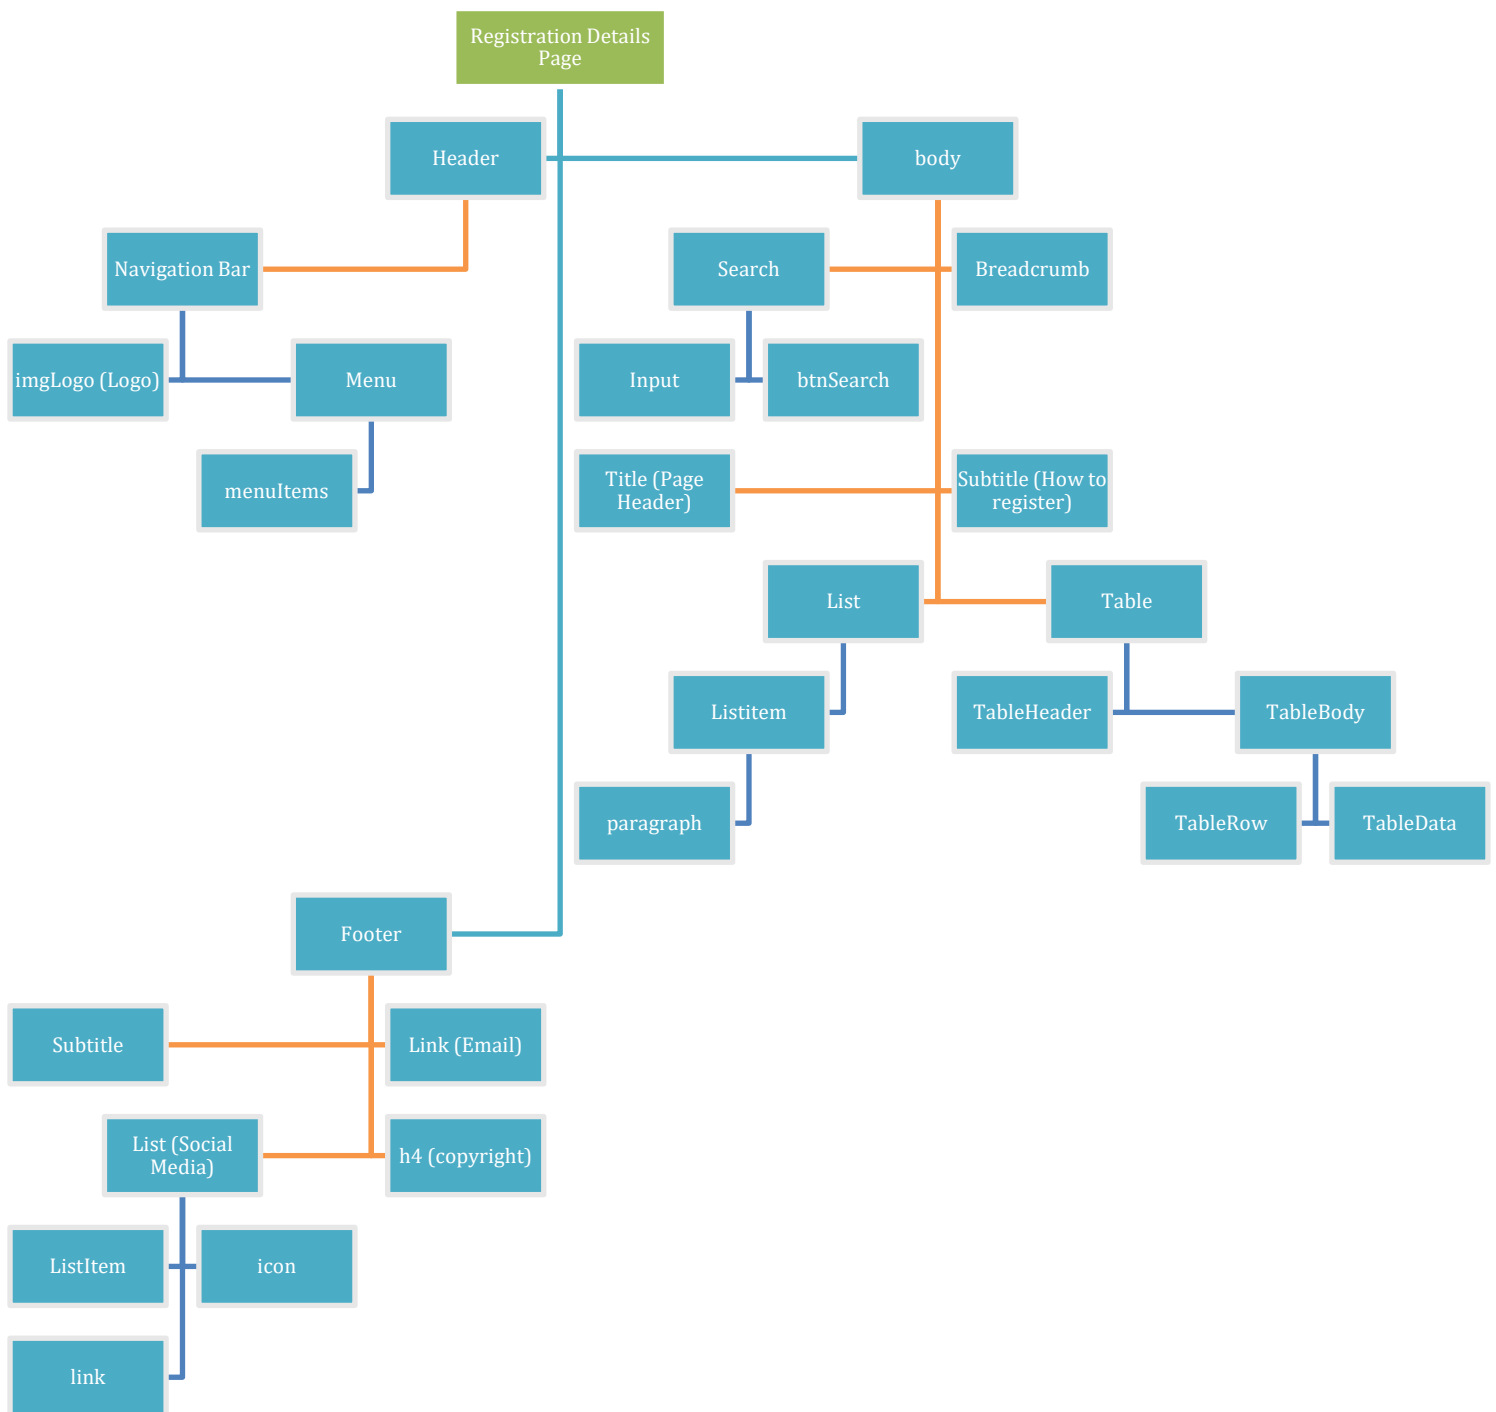 Registration Details
Page
Header
body
Navigation Bar
Search
Breadcrumb
imgLogo (Logo)
Menu
Input
btnSearch
menuItems
Title (Page
Header)
Subtitle (How to
register)
List
Table
Listitem
TableHeader
TableBody
paragraph
TableRow
TableData
Footer
Subtitle
Link (Email)
List (Social
Media)
h4 (copyright)
ListItem
icon
link